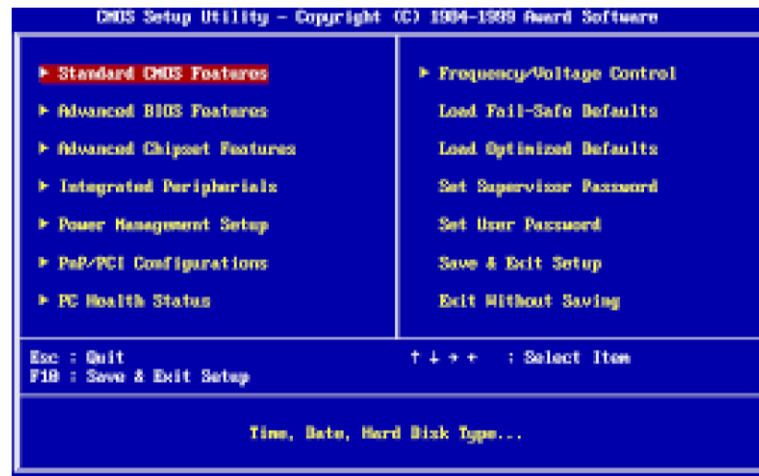 CMOS Setup Utility - Copyright (C) 1984-1999 Award Software
▶ Standard CMOS Features
▶ Advanced BIOS Features
▶ Advanced Chipset Features
▶ Integrated Peripherials
▶ Power Management Setup
▶ PnP/PCI Configurations
▶ PC Health Status
▶ Frequency/Voltage Control
Load Fail-Safe Defaults
Load Optimized Defaults
Set Supervisor Password
Set User Password
Save & Exit Setup
Exit Without Saving
Esc : Quit
F10 : Save & Exit Setup
↑ ↓ → ← : Select Item
Time, Date, Hard Disk Type...